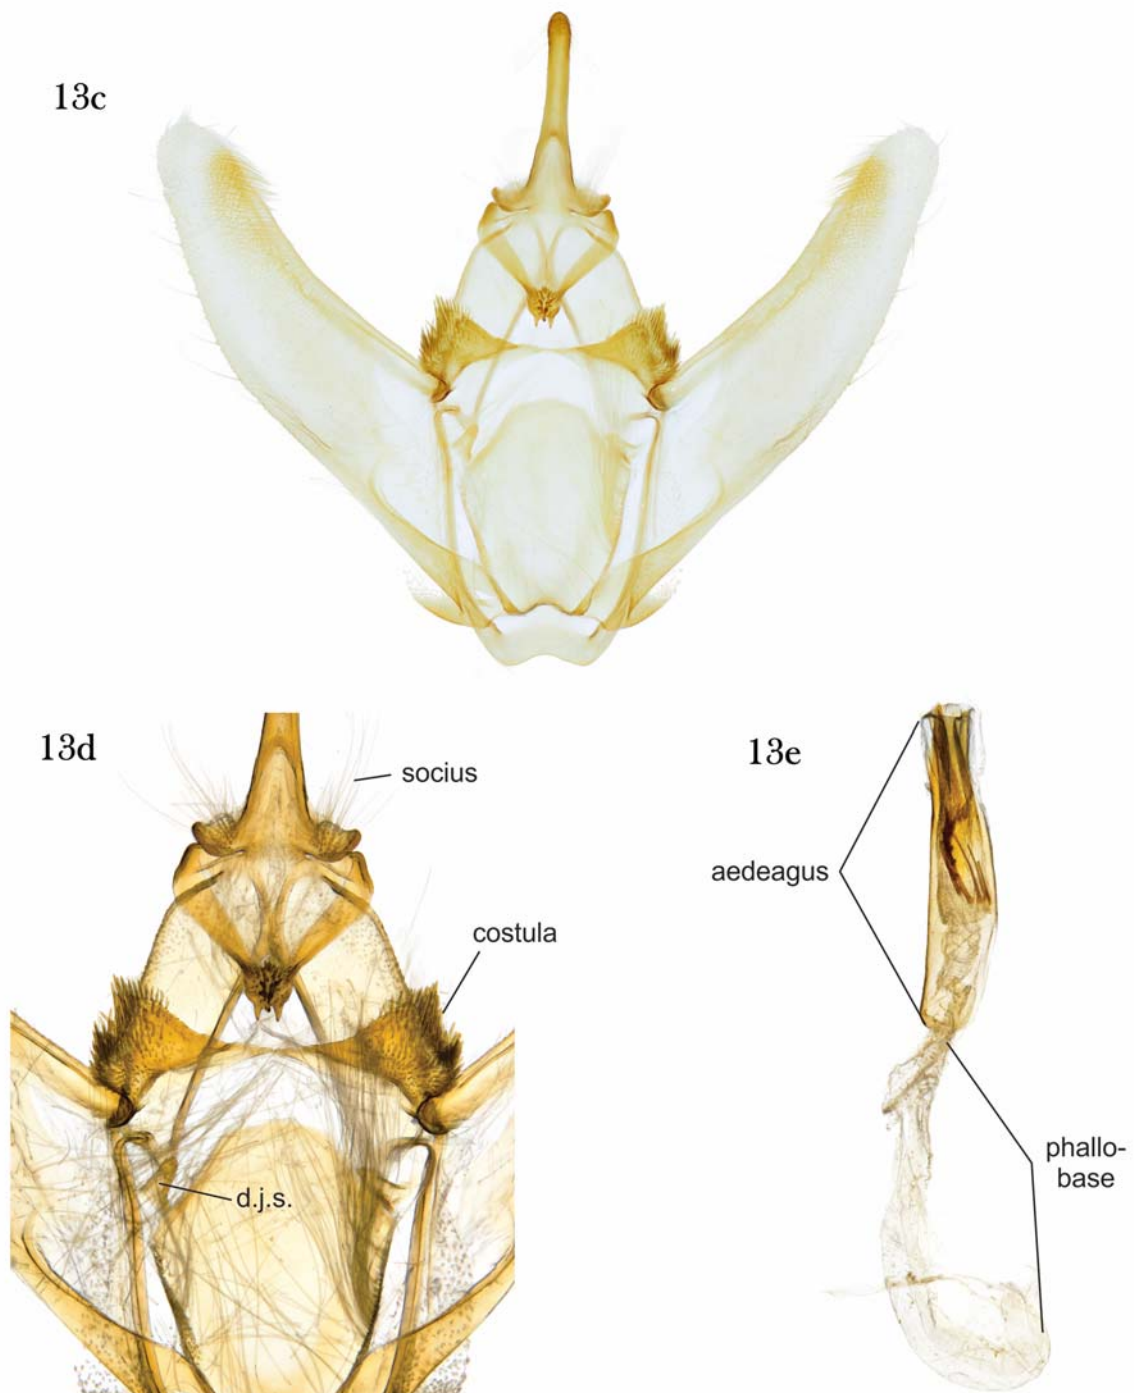 13c
13d
socius
costula
d.j.s.
13e
aedeagus
phallo-
base